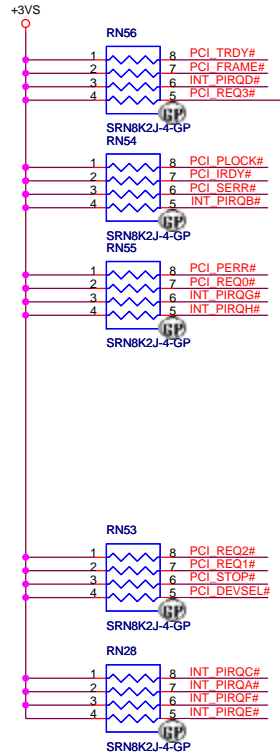 +3VS
RN56
1 8 PCI_TRDY#
2 7 PCI_FRAME#
3 6 INT_PIRQD#
4 5 PCI_REQ3#
GP
SRN8K2J-4-GP
RN54
1 8 PCI_PLOCK#
2 7 PCI_IRDY#
3 6 PCI_SERR#
4 5 INT_PIRQB#
GP
SRN8K2J-4-GP
RN55
1 8 PCI_PERR#
2 7 PCI_REQ0#
3 6 INT_PIRQG#
4 5 INT_PIRQH#
GP
SRN8K2J-4-GP
RN53
1 8 PCI_REQ2#
2 7 PCI_REQ1#
3 6 PCI_STOP#
4 5 PCI_DEVSEL#
GP
SRN8K2J-4-GP
RN28
1 8 INT_PIRQC#
2 7 INT_PIRQA#
3 6 INT_PIRQF#
4 5 INT_PIRQE#
GP
SRN8K2J-4-GP